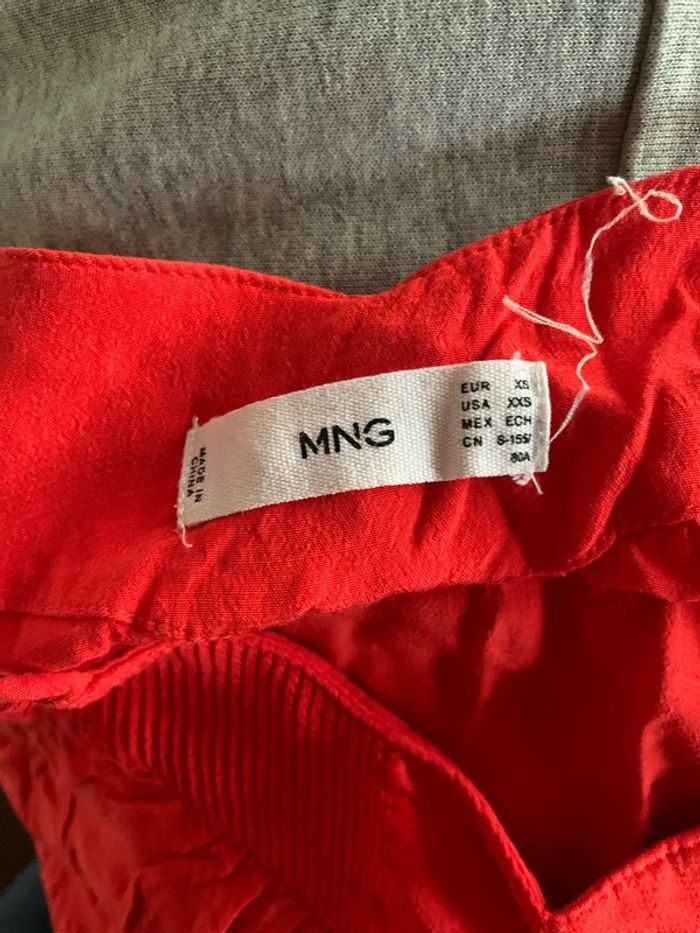 MNG
EUR XS
USA XXS
MEX ECH
CN S-155/
80A
MADE IN
CHINA